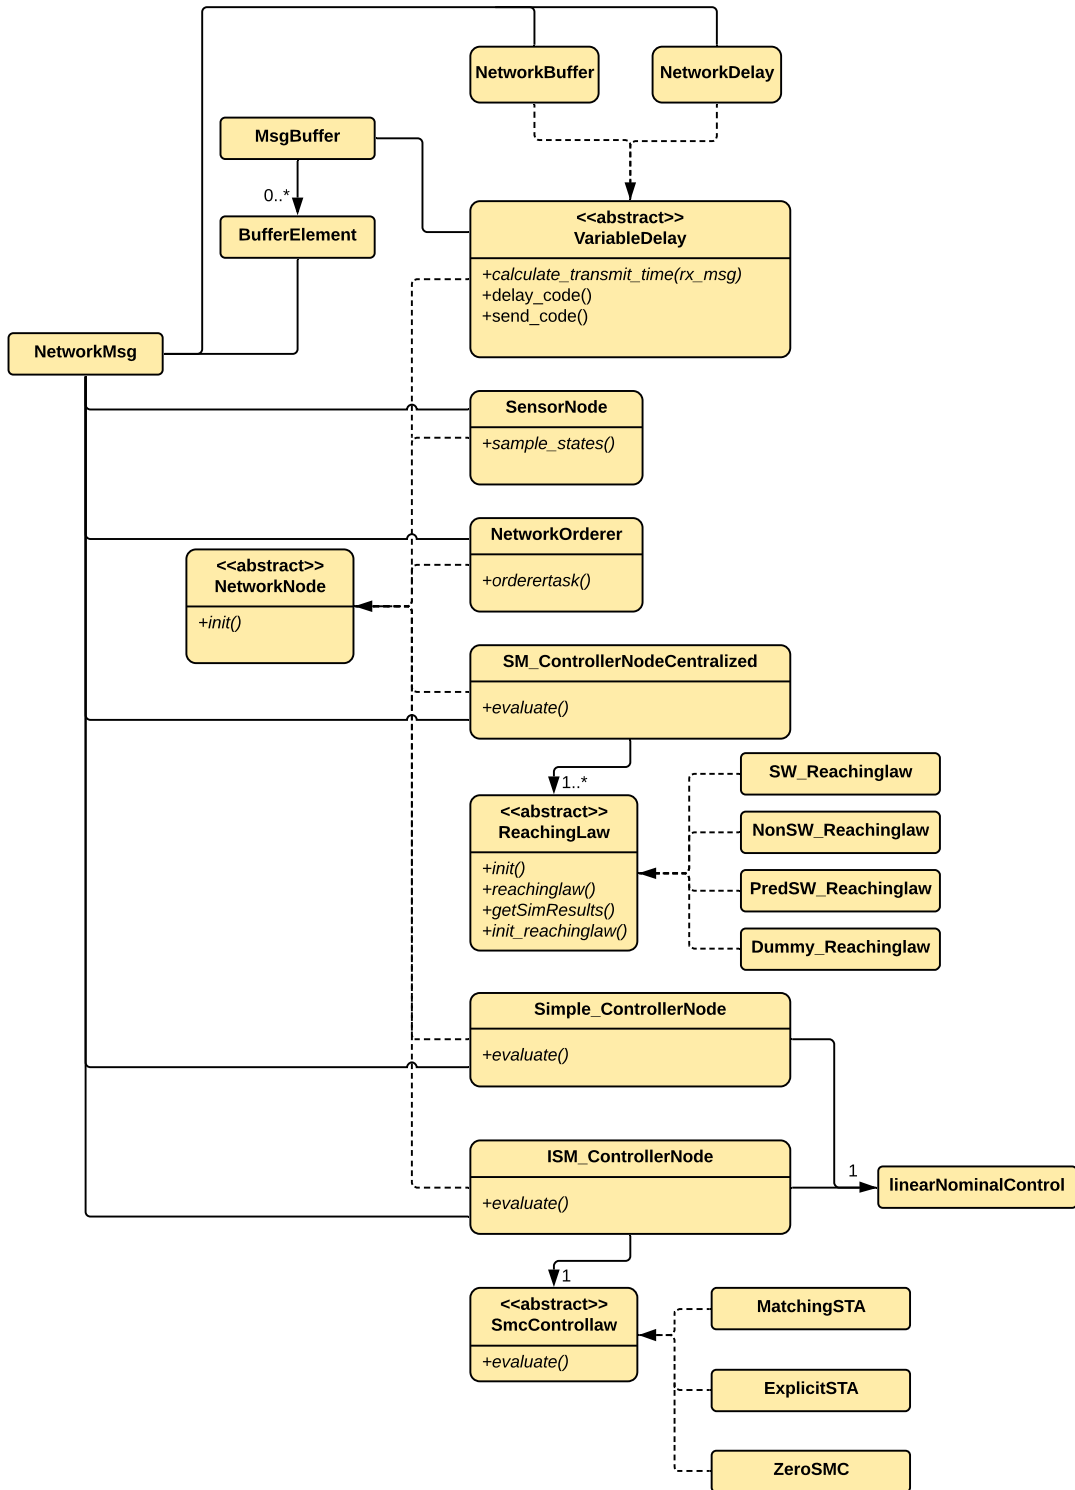 NetworkBuffer
NetworkDelay
MsgBuffer
0..*
BufferElement
<<abstract>>
VariableDelay
+calculate_transmit_time(rx_msg)
+delay_code()
+send_code()
NetworkMsg
SensorNode
+sample_states()
NetworkOrderer
+orderertask()
<<abstract>>
NetworkNode
+init()
SM_ControllerNodeCentralized
+evaluate()
1..*
<<abstract>>
ReachingLaw
+init()
+reachinglaw()
+getSimResults()
+init_reachinglaw()
SW_Reachinglaw
NonSW_Reachinglaw
PredSW_Reachinglaw
Dummy_Reachinglaw
Simple_ControllerNode
+evaluate()
ISM_ControllerNode
+evaluate()
1
linearNominalControl
1
<<abstract>>
SmcControllaw
+evaluate()
MatchingSTA
ExplicitSTA
ZeroSMC